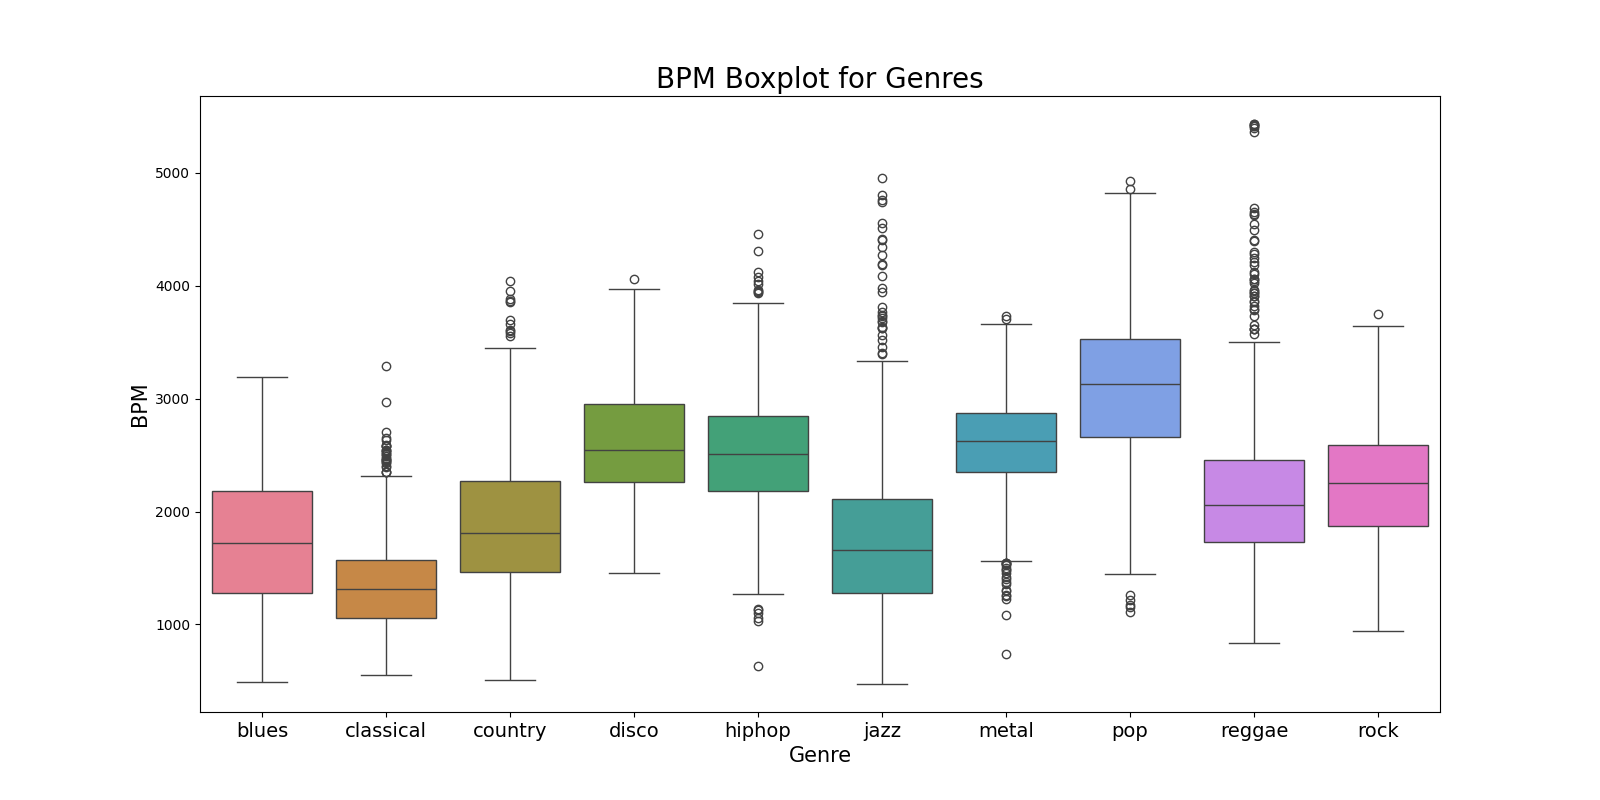 BPM Boxplot for Genres
5000
4000
3000
2000
1000
BPM
blues classical country disco hiphop jazz metal pop reggae rock
Genre